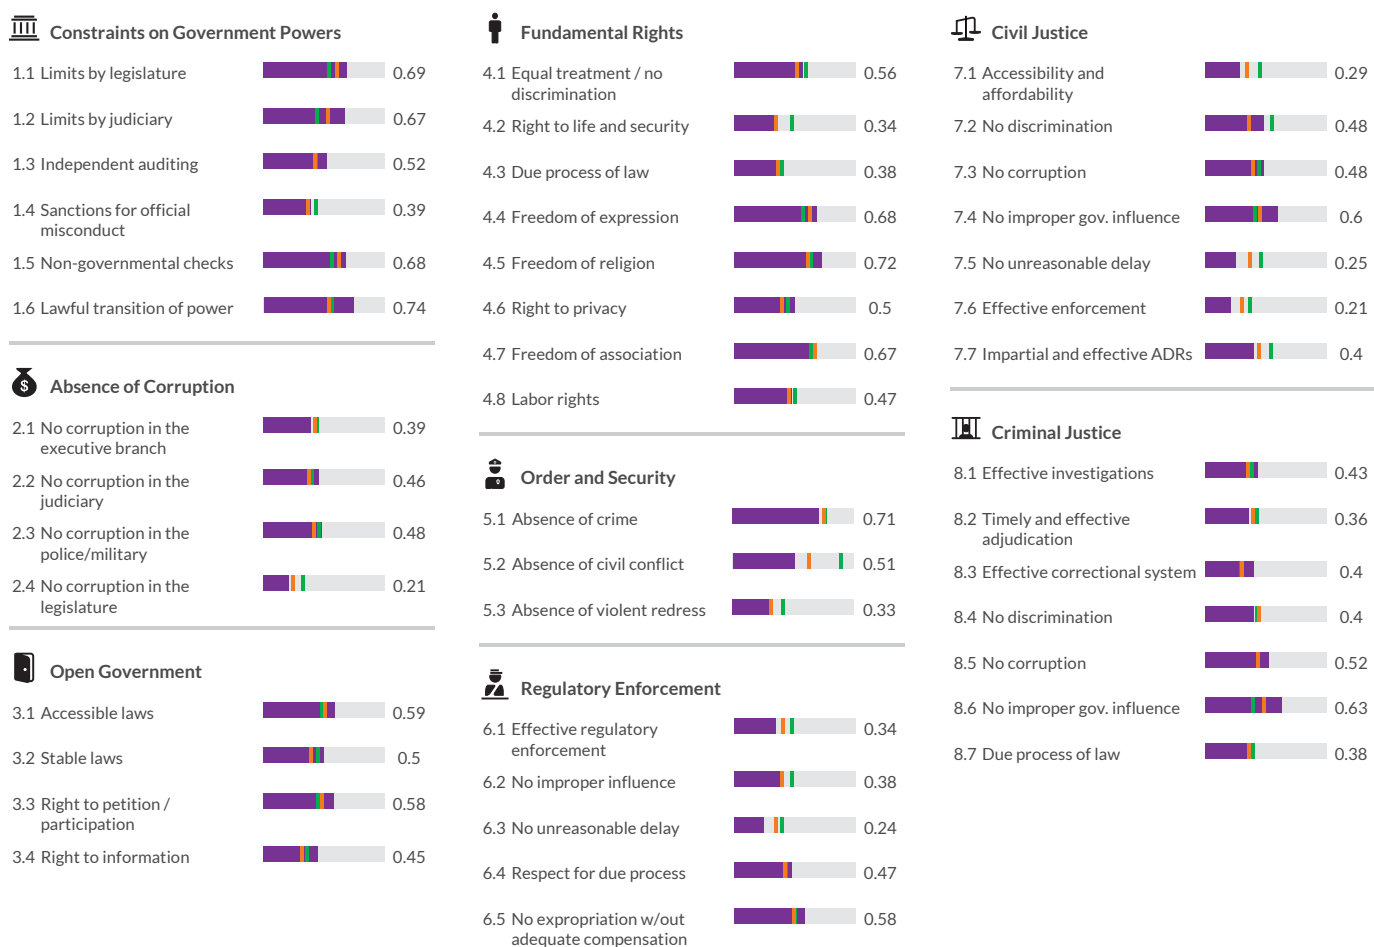 Constraints on Government Powers
1.1 Limits by legislature 0.69
1.2 Limits by judiciary 0.67
1.3 Independent auditing 0.52
1.4 Sanctions for official 0.39
misconduct
1.5 Non-governmental checks 0.68
1.6 Lawful transition of power 0.74
$ Absence of Corruption
2.1 No corruption in the 0.39
executive branch
2.2 No corruption in the 0.46
judiciary
2.3 No corruption in the 0.48
police/military
2.4 No corruption in the 0.21
legislature
Open Government
3.1 Accessible laws 0.59
3.2 Stable laws 0.5
3.3 Right to petition / 0.58
participation
3.4 Right to information 0.45
Fundamental Rights
4.1 Equal treatment / no 0.56
discrimination
4.2 Right to life and security 0.34
4.3 Due process of law 0.38
4.4 Freedom of expression 0.68
4.5 Freedom of religion 0.72
4.6 Right to privacy 0.5
4.7 Freedom of association 0.67
4.8 Labor rights 0.47
Order and Security
5.1 Absence of crime 0.71
5.2 Absence of civil conflict 0.51
5.3 Absence of violent redress 0.33
Regulatory Enforcement
6.1 Effective regulatory 0.34
enforcement
6.2 No improper influence 0.38
6.3 No unreasonable delay 0.24
6.4 Respect for due process 0.47
6.5 No expropriation w/out 0.58
adequate compensation
Civil Justice
7.1 Accessibility and 0.29
affordability
7.2 No discrimination 0.48
7.3 No corruption 0.48
7.4 No improper gov. influence 0.6
7.5 No unreasonable delay 0.25
7.6 Effective enforcement 0.21
7.7 Impartial and effective ADRs 0.4
Criminal Justice
8.1 Effective investigations 0.43
8.2 Timely and effective 0.36
adjudication
8.3 Effective correctional system 0.4
8.4 No discrimination 0.4
8.5 No corruption 0.52
8.6 No improper gov. influence 0.63
8.7 Due process of law 0.38